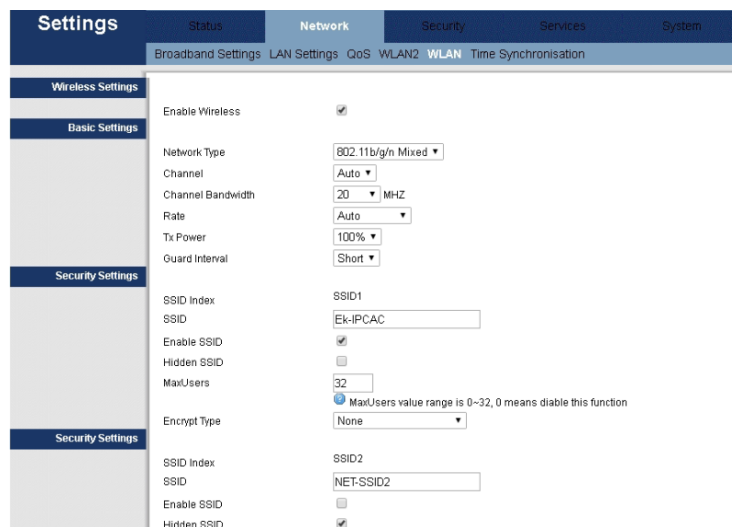 Settings Status Network Security Services System
Broadband Settings LAN Settings QoS WLAN2 WLAN Time Synchronisation
Wireless Settings
Enable Wireless
Basic Settings
Network Type 802.11b/g/n Mixed
Channel Auto
Channel Bandwidth 20 MHZ
Rate Auto
Tx Power 100%
Guard Interval Short
Security Settings
SSID Index SSID1
SSID Ek-IPCAC
Enable SSID
Hidden SSID
MaxUsers 32
MaxUsers value range is 0~32, 0 means diable this function
Encrypt Type None
Security Settings
SSID Index SSID2
SSID NET-SSID2
Enable SSID
Hidden SSID